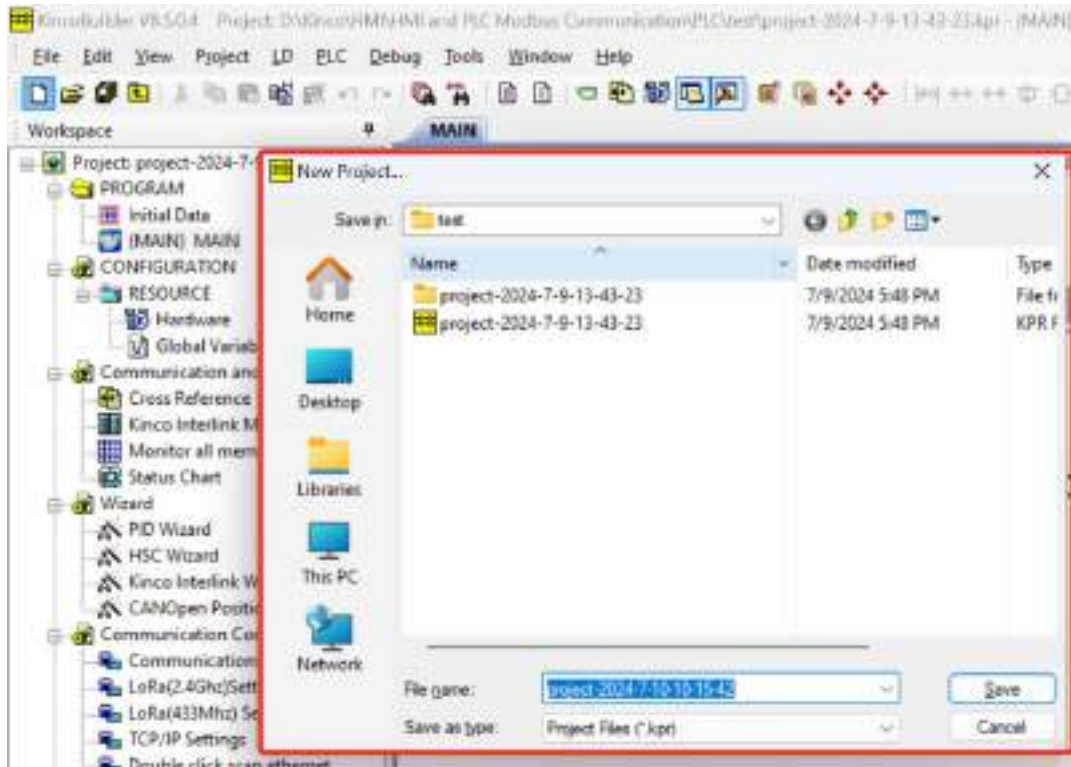 KincoBuilder V8.5.0.4 Project: D:\Kinco\HMI\HMI and PLC Modbus Communication\PLC\test\project-2024-7-9-13-43-23.kpr - [MAIN]
File Edit View Project LD PLC Debug Tools Window Help
Workspace
MAIN
Project: project-2024-7-9
PROGRAM
Initial Data
(MAIN) MAIN
CONFIGURATION
RESOURCE
Hardware
Global Variab
Communication and
Cross Reference
Kinco Interlink M
Monitor all mem
Status Chart
Wizard
PID Wizard
HSC Wizard
Kinco Interlink W
CANOpen Positio
Communication Co
Communication
LoRa(2.4Ghz)Sett
LoRa(433Mhz) Se
TCP/IP Settings
Double click scan ethernet
New Project...
Save in: test
Name Date modified Type
project-2024-7-9-13-43-23 7/9/2024 5:48 PM File f
project-2024-7-9-13-43-23 7/9/2024 5:48 PM KPR F
Home
Desktop
Libraries
This PC
Network
File name: project-2024-7-10-10-15-42 Save
Save as type: Project Files (*.kpr) Cancel